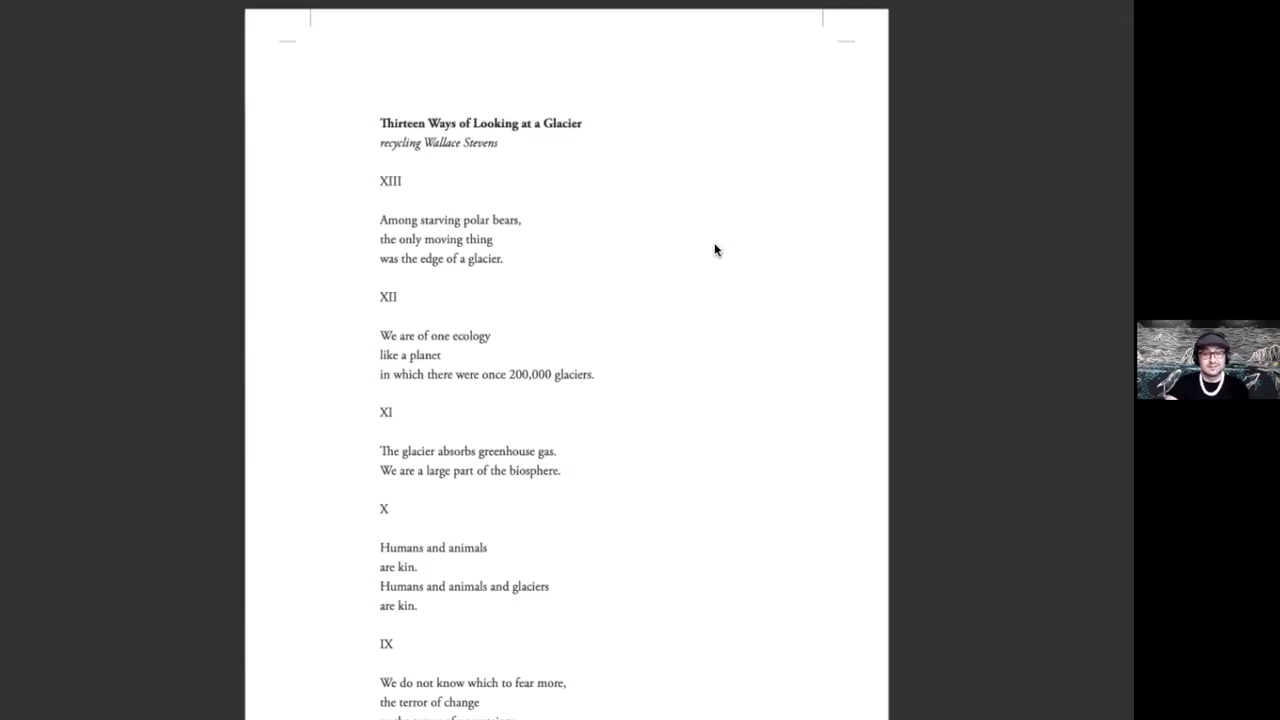 Thirteen Ways of Looking at a Glacier
recycling Wallace Stevens
XIII
Among starving polar bears,
the only moving thing
was the edge of a glacier.
XII
We are of one ecology
like a planet
in which there were once 200,000 glaciers.
XI
The glacier absorbs greenhouse gas.
We are a large part of the biosphere.
X
Humans and animals
are kin.
Humans and animals and glaciers
are kin.
IX
We do not know which to fear more,
the terror of change